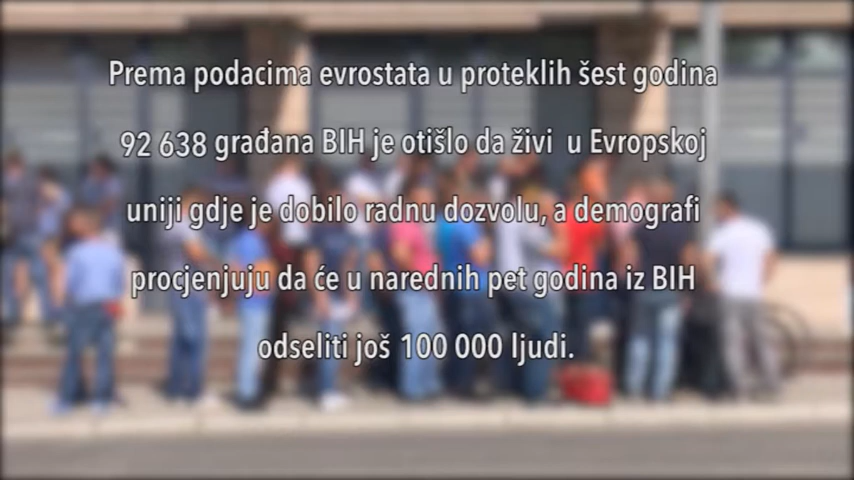 Prema podacima evrostata u proteklih šest godina
92 638 građana BIH je otišlo da živi u Evropskoj
uniji gdje je dobilo radnu dozvolu, a demografi
procjenjuju da će u narednih pet godina iz BIH
odseliti još 100 000 ljudi.